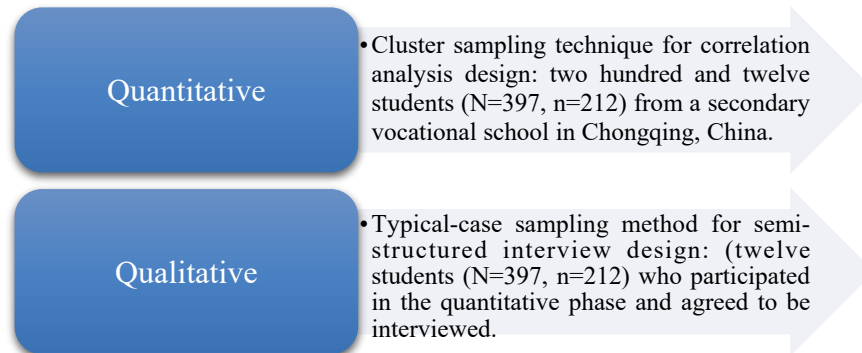 Quantitative
•Cluster sampling technique for correlation
analysis design: two hundred and twelve
students (N=397, n=212) from a secondary
vocational school in Chongqing, China.
Qualitative
•Typical-case sampling method for semi-
structured interview design: (twelve
students (N=397, n=212) who participated
in the quantitative phase and agreed to be
interviewed.